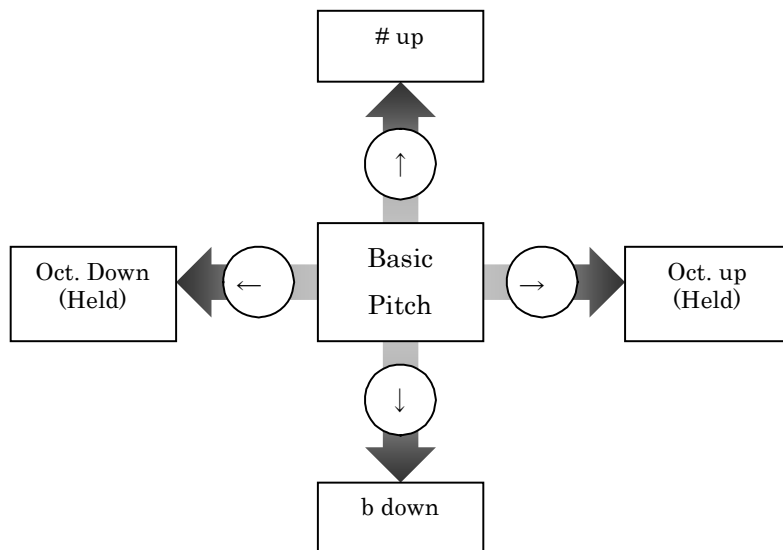 # up
↑
Oct. Down
(Held)
←
Basic
Pitch
→
Oct. up
(Held)
↓
b down